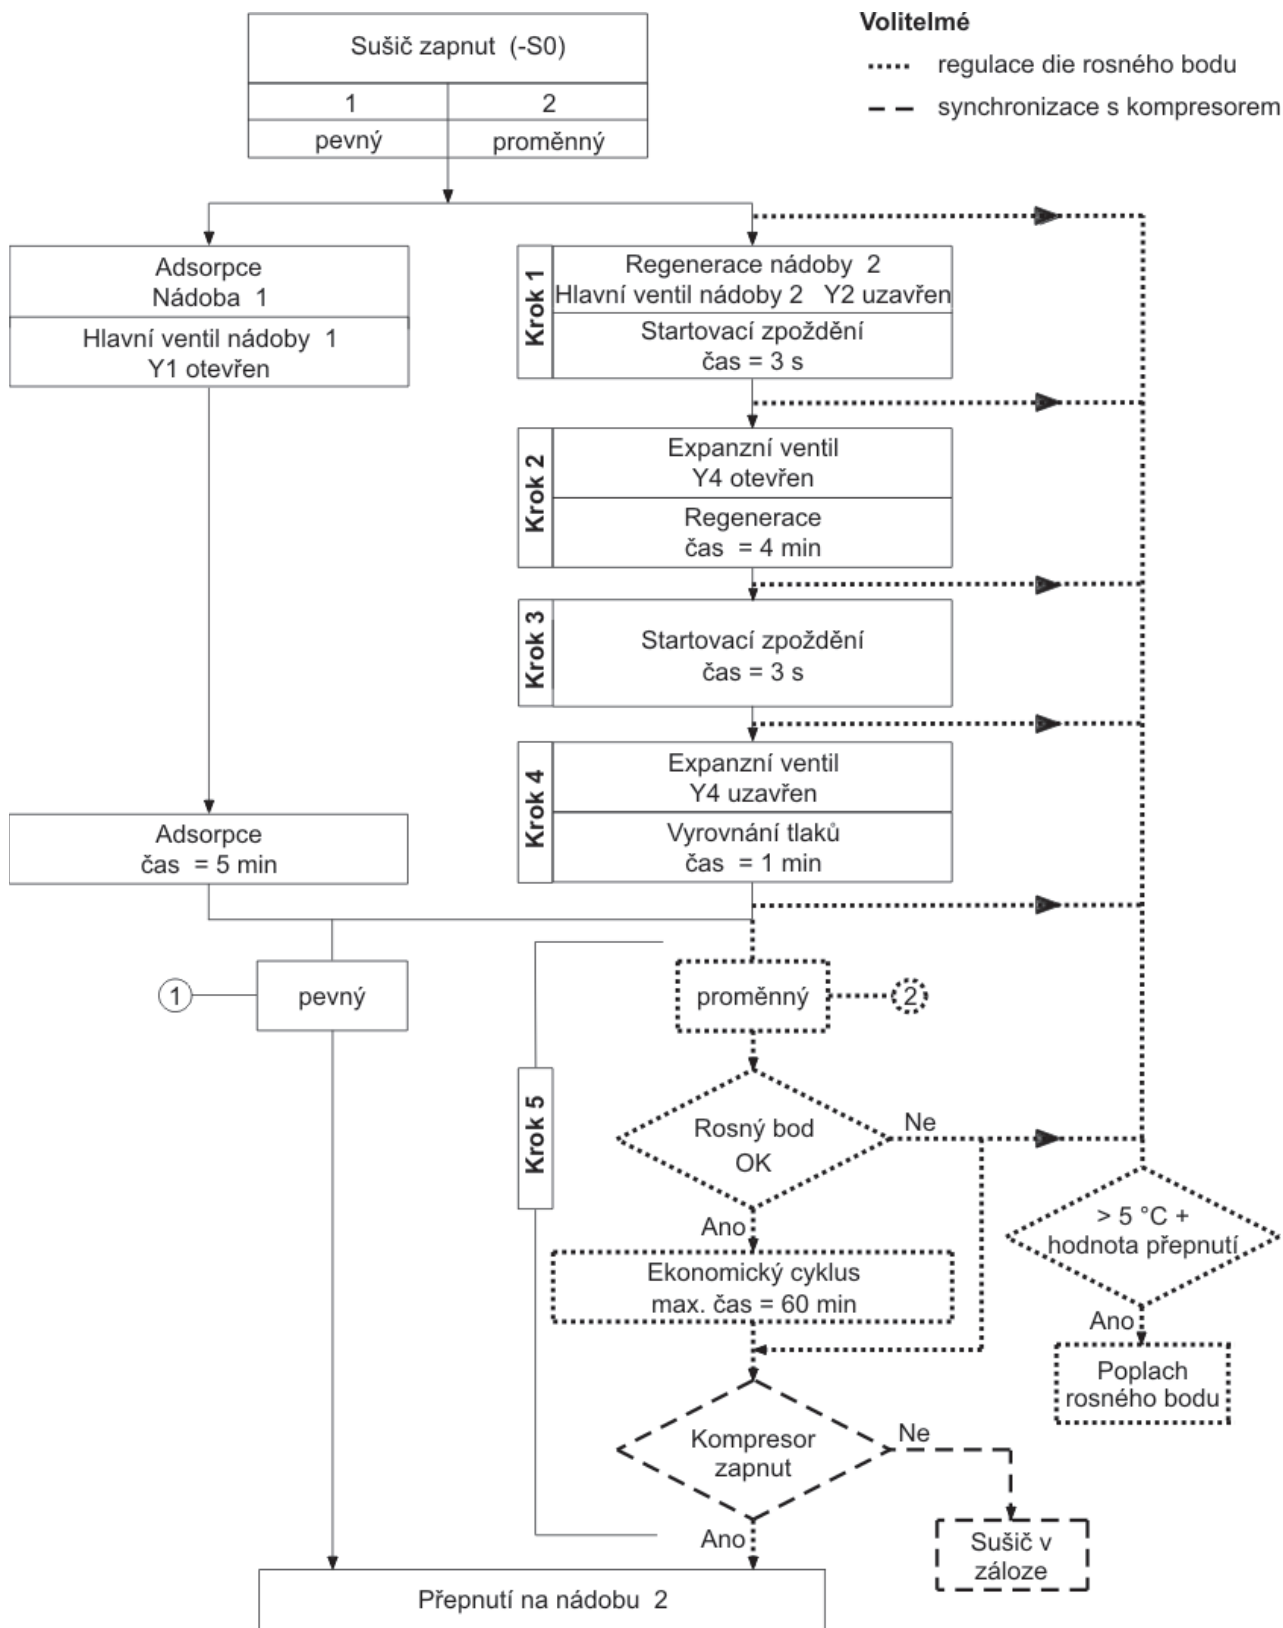 Volitelmé
regulace die rosného bodu
synchronizace s kompresorem
Sušič zapnut (-S0)
1
2
pevný
proměnný
Adsorpce
Nádoba 1
Hlavní ventil nádoby 1
Y1 otevřen
Krok 1
Regenerace nádoby 2
Hlavní ventil nádoby 2 Y2 uzavřen
Startovací zpoždění
čas = 3 s
Krok 2
Expanzní ventil
Y4 otevřen
Regenerace
čas = 4 min
Krok 3
Startovací zpoždění
čas = 3 s
Krok 4
Expanzní ventil
Y4 uzavřen
Vyrovnání tlaků
čas = 1 min
Adsorpce
čas = 5 min
1
pevný
Krok 5
proměnný
2
Rosný bod
OK
Ne
Ano
> 5 °C +
hodnota přepnutí
Ano
Poplach
rosného bodu
Ekonomický cyklus
max. čas = 60 min
Kompresor
zapnut
Ne
Ano
Sušič v
záloze
Přepnutí na nádobu 2